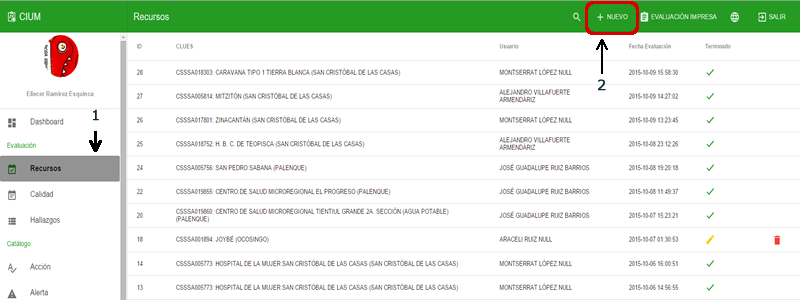 CIUM
Recursos
+ NUEVO
EVALUACIÓN IMPRESA
SALIR
Eliecer Ramírez Esquinca
1
2
Dashboard
Evaluación
Recursos
Calidad
Hallazgos
Catálogo
Acción
Alerta
ID CLUES Usuario Fecha Evaluación Terminado
28 CSSSA018303: CARAVANA TIPO 1 TIERRA BLANCA (SAN CRISTÓBAL DE LAS CASAS) MONTSERRAT LÓPEZ NULL 2015-10-09 15:58:30
27 CSSSA005814: MITZITÓN (SAN CRISTÓBAL DE LAS CASAS) ALEJANDRO VILLAFUERTE ARMENDÁRIZ 2015-10-09 14:27:02
26 CSSSA017801: ZINACANTÁN (SAN CRISTÓBAL DE LAS CASAS) MONTSERRAT LÓPEZ NULL 2015-10-09 13:23:45
25 CSSSA018752: H. B. C. DE TEOPISCA (SAN CRISTÓBAL DE LAS CASAS) ALEJANDRO VILLAFUERTE ARMENDÁRIZ 2015-10-08 23:12:26
24 CSSSA005756: SAN PEDRO SABANA (PALENQUE) JOSÉ GUADALUPE RUIZ BARRIOS 2015-10-08 19:20:18
22 CSSSA019855: CENTRO DE SALUD MICROREGIONAL EL PROGRESO (PALENQUE) JOSÉ GUADALUPE RUIZ BARRIOS 2015-10-08 11:49:37
20 CSSSA019860: CENTRO DE SALUD MICROREGIONAL TIENTIUL GRANDE 2A. SECCIÓN (AGUA POTABLE) (PALENQUE) JOSÉ GUADALUPE RUIZ BARRIOS 2015-10-07 15:23:21
18 CSSSA001894: JOYBÉ (OCOSINGO) ARACELI RUIZ NULL 2015-10-07 01:30:53
14 CSSSA005773: HOSPITAL DE LA MUJER SAN CRISTÓBAL DE LAS CASAS (SAN CRISTÓBAL DE LAS CASAS) MONTSERRAT LÓPEZ NULL 2015-10-06 16:00:51
13 CSSSA005773: HOSPITAL DE LA MUJER SAN CRISTÓBAL DE LAS CASAS (SAN CRISTÓBAL DE LAS CASAS) MONTSERRAT LÓPEZ NULL 2015-10-06 14:56:55